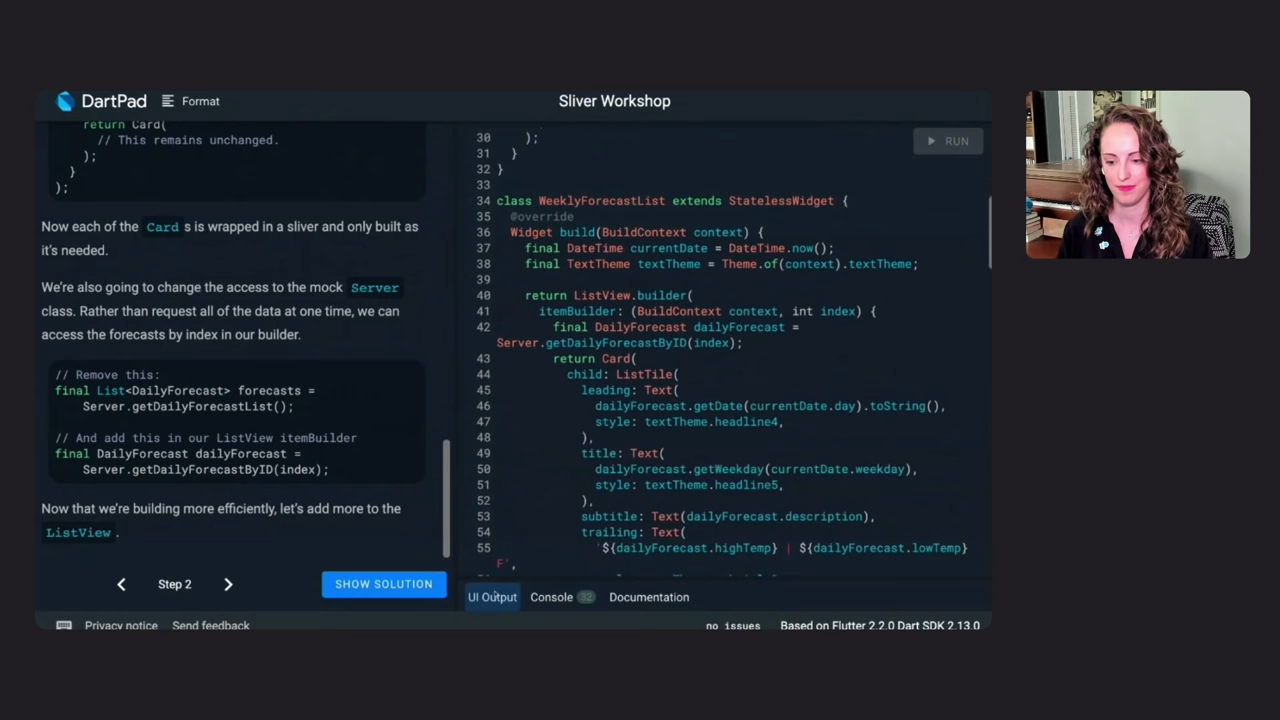 DartPad
Format
Sliver Workshop
return Card(
// This remains unchanged.
);
}
);
Now each of the Card s is wrapped in a sliver and only built as
it's needed.
We're also going to change the access to the mock Server
class. Rather than request all of the data at one time, we can
access the forecasts by index in our builder.
// Remove this:
final List<DailyForecast> forecasts =
Server.getDailyForecastList();
// And add this in our ListView itemBuilder
final DailyForecast dailyForecast =
Server.getDailyForecastByID(index);
Now that we're building more efficiently, let's add more to the
ListView .
Step 2
SHOW SOLUTION
RUN
30 );
31 }
32 }
33
34 class WeeklyForecastList extends StatelessWidget {
35 @override
36 Widget build(BuildContext context) {
37 final DateTime currentDate = DateTime.now();
38 final TextTheme textTheme = Theme.of(context).textTheme;
39
40 return ListView.builder(
41 itemBuilder: (BuildContext context, int index) {
42 final DailyForecast dailyForecast =
Server.getDailyForecastByID(index);
43 return Card(
44 child: ListTile(
45 leading: Text(
46 dailyForecast.getDate(currentDate.day).toString(),
47 style: textTheme.headline4,
48 ),
49 title: Text(
50 dailyForecast.getWeekday(currentDate.weekday),
51 style: textTheme.headline5,
52 ),
53 subtitle: Text(dailyForecast.description),
54 trailing: Text(
55 '${dailyForecast.highTemp} | ${dailyForecast.lowTemp}
F',
UI Output
Console 32
Documentation
Privacy notice
Send feedback
no issues
Based on Flutter 2.2.0 Dart SDK 2.13.0